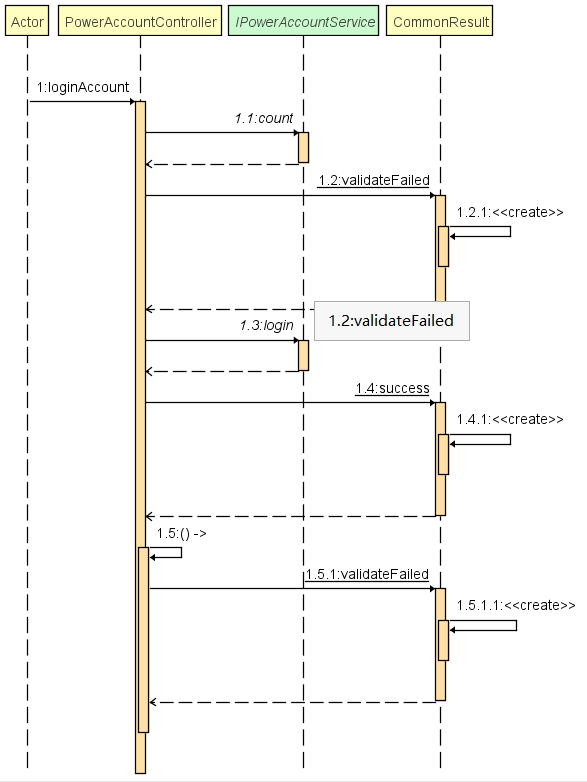 Actor
PowerAccountController
IPowerAccountService
CommonResult
1:loginAccount
1.1:count
1.2:validateFailed
1.2.1:<<create>>
1.2:validateFailed
1.3:login
1.4:success
1.4.1:<<create>>
1.5:() ->
1.5.1:validateFailed
1.5.1.1:<<create>>